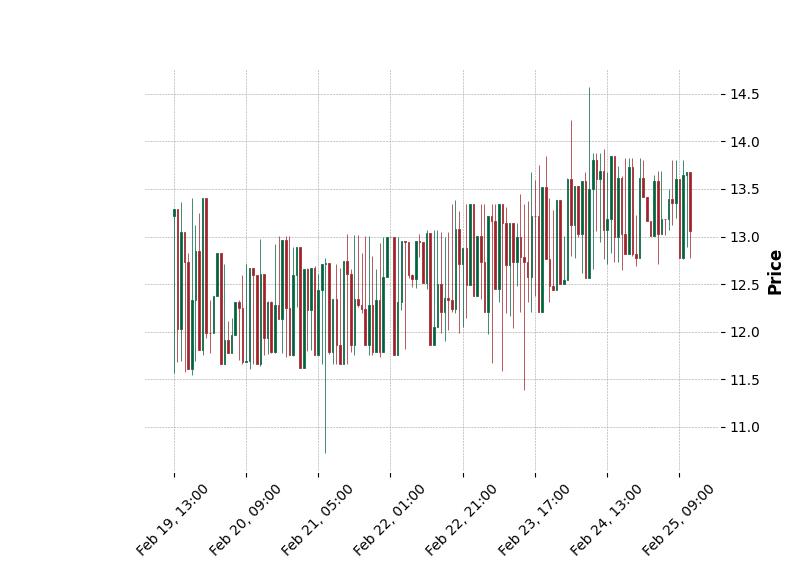 14.5
14.0
13.5
13.0
12.5
12.0
11.5
11.0
Price
Feb 19, 13:00
Feb 20, 09:00
Feb 21, 05:00
Feb 22, 01:00
Feb 22, 21:00
Feb 23, 17:00
Feb 24, 13:00
Feb 25, 09:00